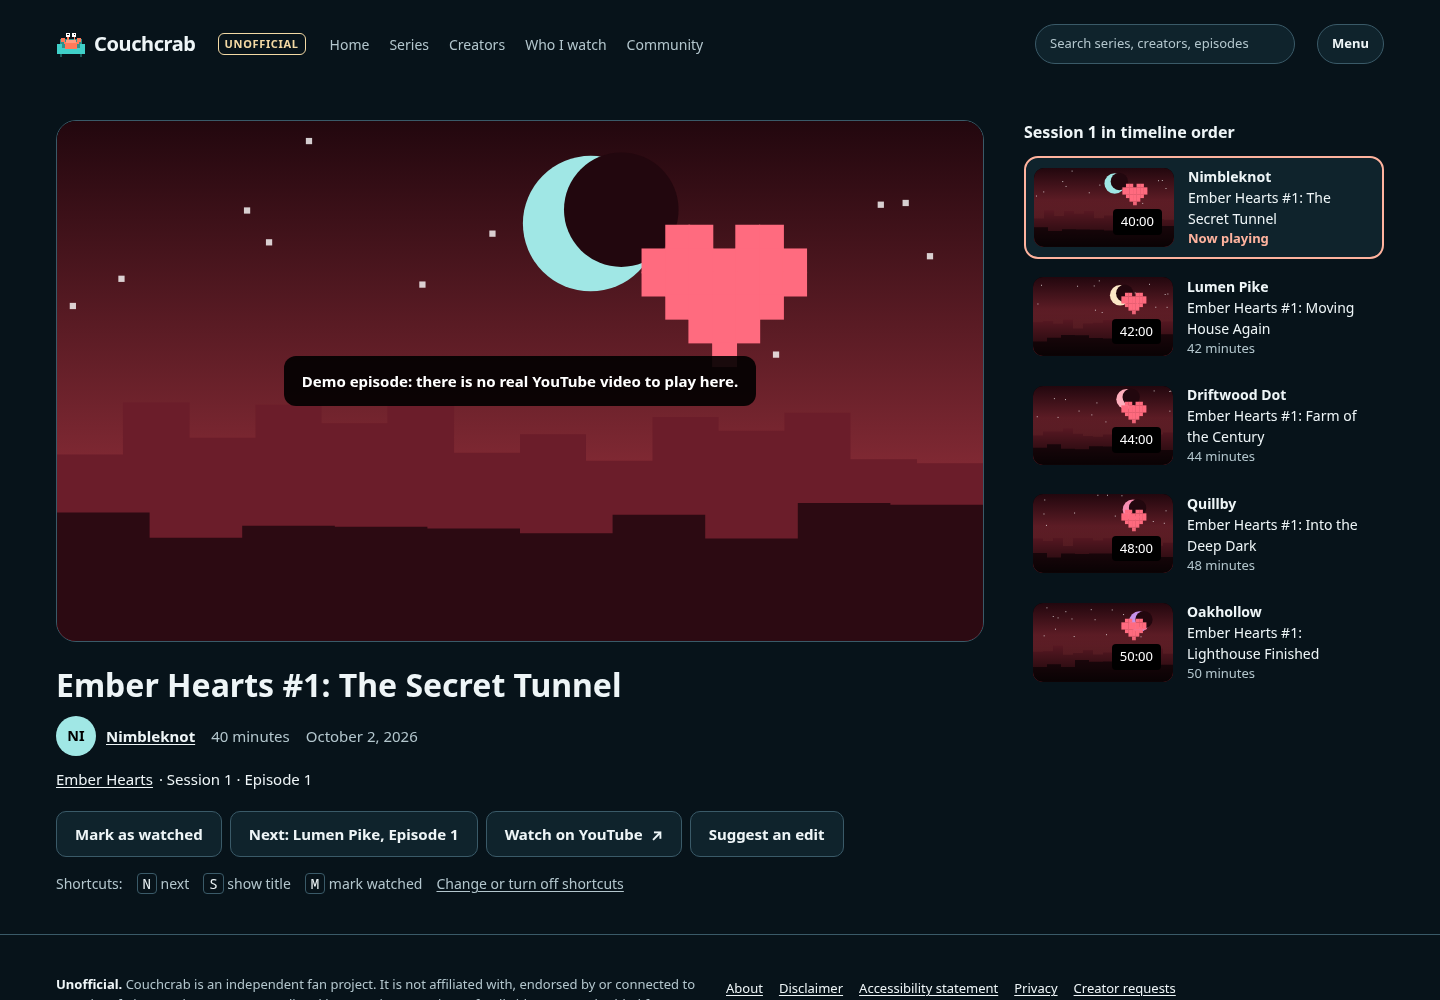 Couchcrab
UNOFFICIAL
Home
Series
Creators
Who I watch
Community
Search series, creators, episodes
Menu
Demo episode: there is no real YouTube video to play here.
Ember Hearts #1: The Secret Tunnel
NI
Nimbleknot
40 minutes
October 2, 2026
Ember Hearts · Session 1 · Episode 1
Mark as watched
Next: Lumen Pike, Episode 1
Watch on YouTube ↗
Suggest an edit
Shortcuts: N next S show title M mark watched Change or turn off shortcuts
Session 1 in timeline order
40:00
Nimbleknot
Ember Hearts #1: The
Secret Tunnel
Now playing
42:00
Lumen Pike
Ember Hearts #1: Moving
House Again
42 minutes
44:00
Driftwood Dot
Ember Hearts #1: Farm of
the Century
44 minutes
48:00
Quillby
Ember Hearts #1: Into the
Deep Dark
48 minutes
50:00
Oakhollow
Ember Hearts #1:
Lighthouse Finished
50 minutes
Unofficial. Couchcrab is an independent fan project. It is not affiliated with, endorsed by or connected to
About
Disclaimer
Accessibility statement
Privacy
Creator requests